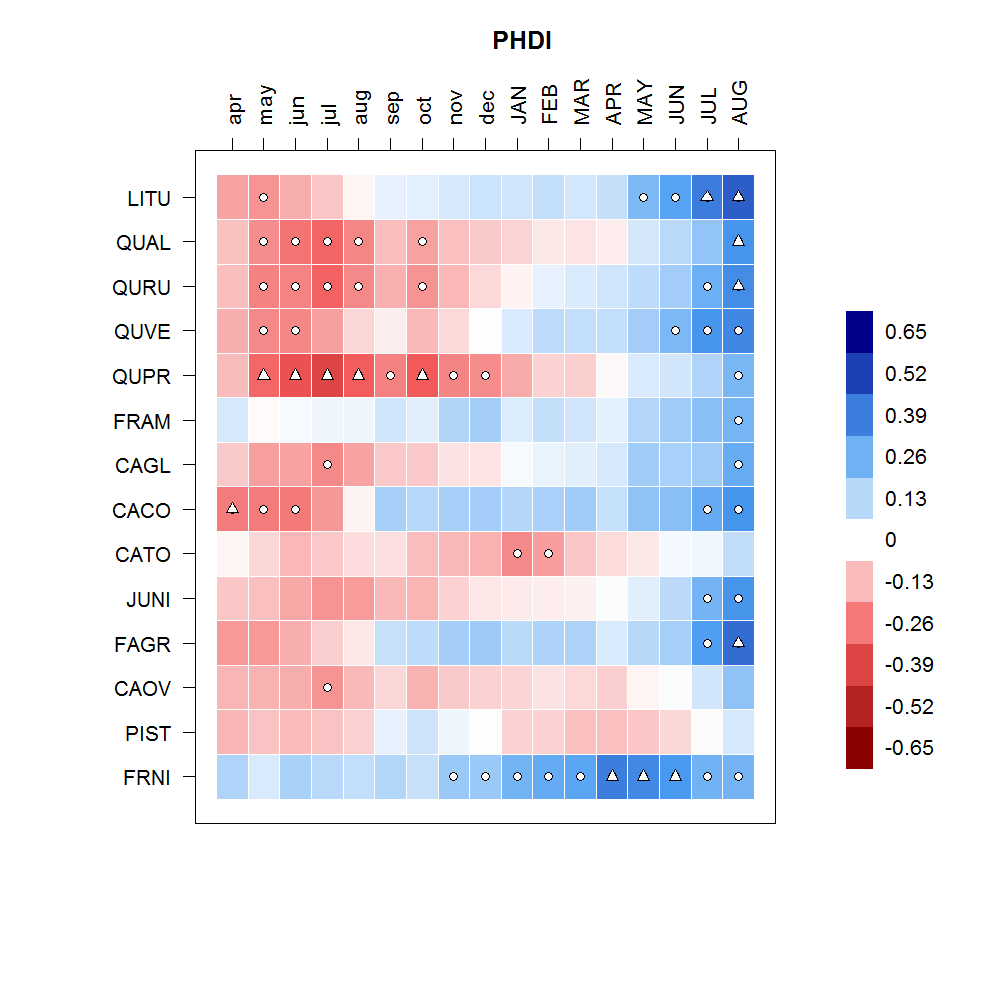 PHDI
apr may jun jul aug sep oct nov dec JAN FEB MAR APR MAY JUN JUL AUG
LITU
QUAL
QURU
QUVE
QUPR
FRAM
CAGL
CACO
CATO
JUNI
FAGR
CAOV
PIST
FRNI
0.65
0.52
0.39
0.26
0.13
0
-0.13
-0.26
-0.39
-0.52
-0.65